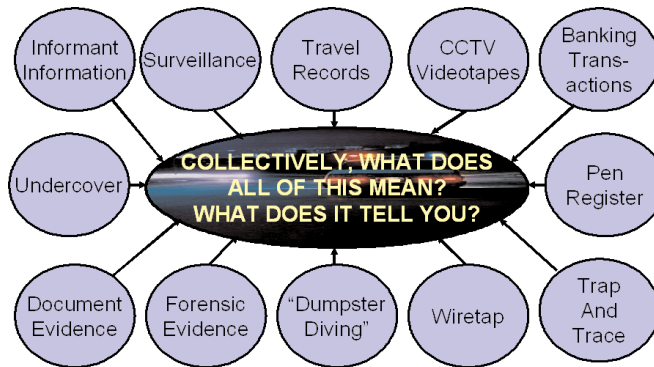 Informant
Information
Surveillance
Travel
Records
CCTV
Videotapes
Banking
Trans-
actions
Undercover
COLLECTIVELY, WHAT DOES
ALL OF THIS MEAN?
WHAT DOES IT TELL YOU?
Pen
Register
Document
Evidence
Forensic
Evidence
“Dumpster
Diving”
Wiretap
Trap
And
Trace